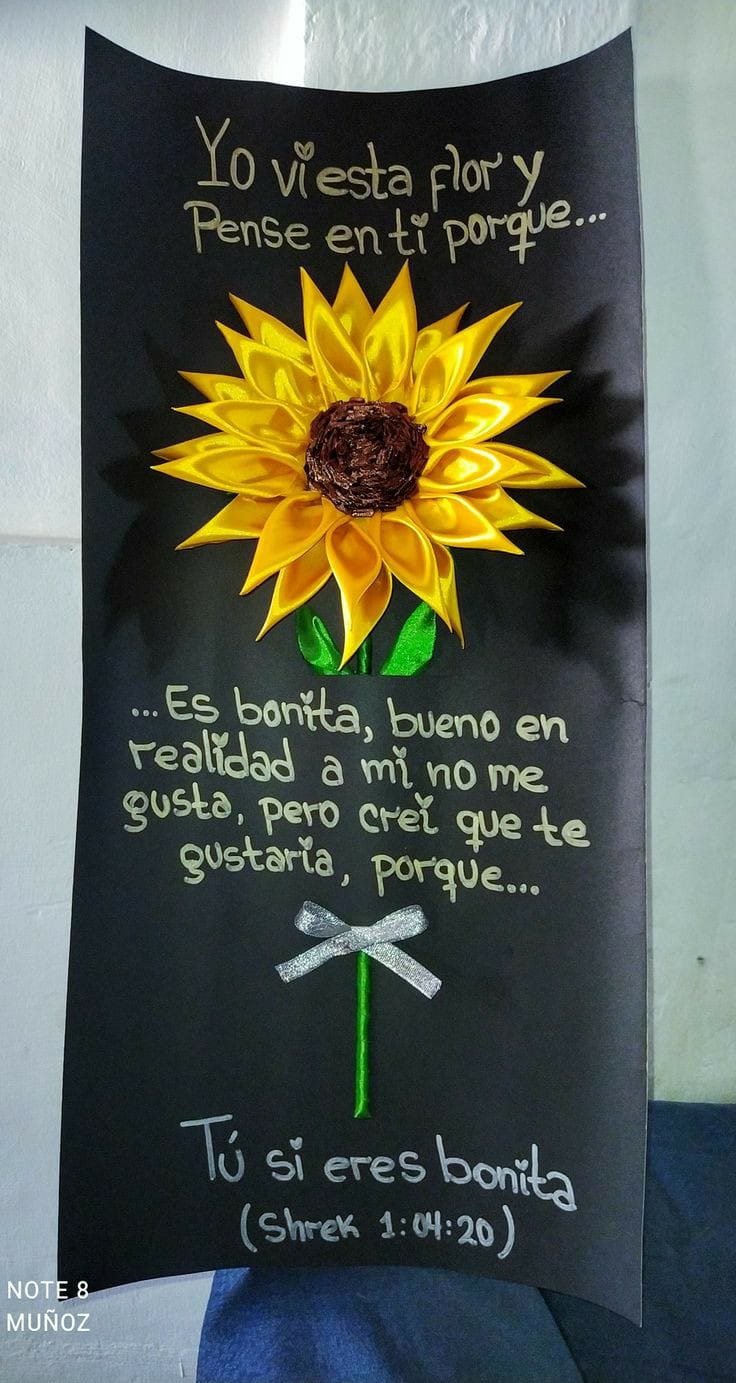 Yo vi esta flor y
Pense en ti porque...
...Es bonita, bueno en
realidad a mi no me
gusta, pero crei que te
gustaria, porque...
Tú si eres bonita
(Shrek 1:04:20)
NOTE 8
MUÑOZ